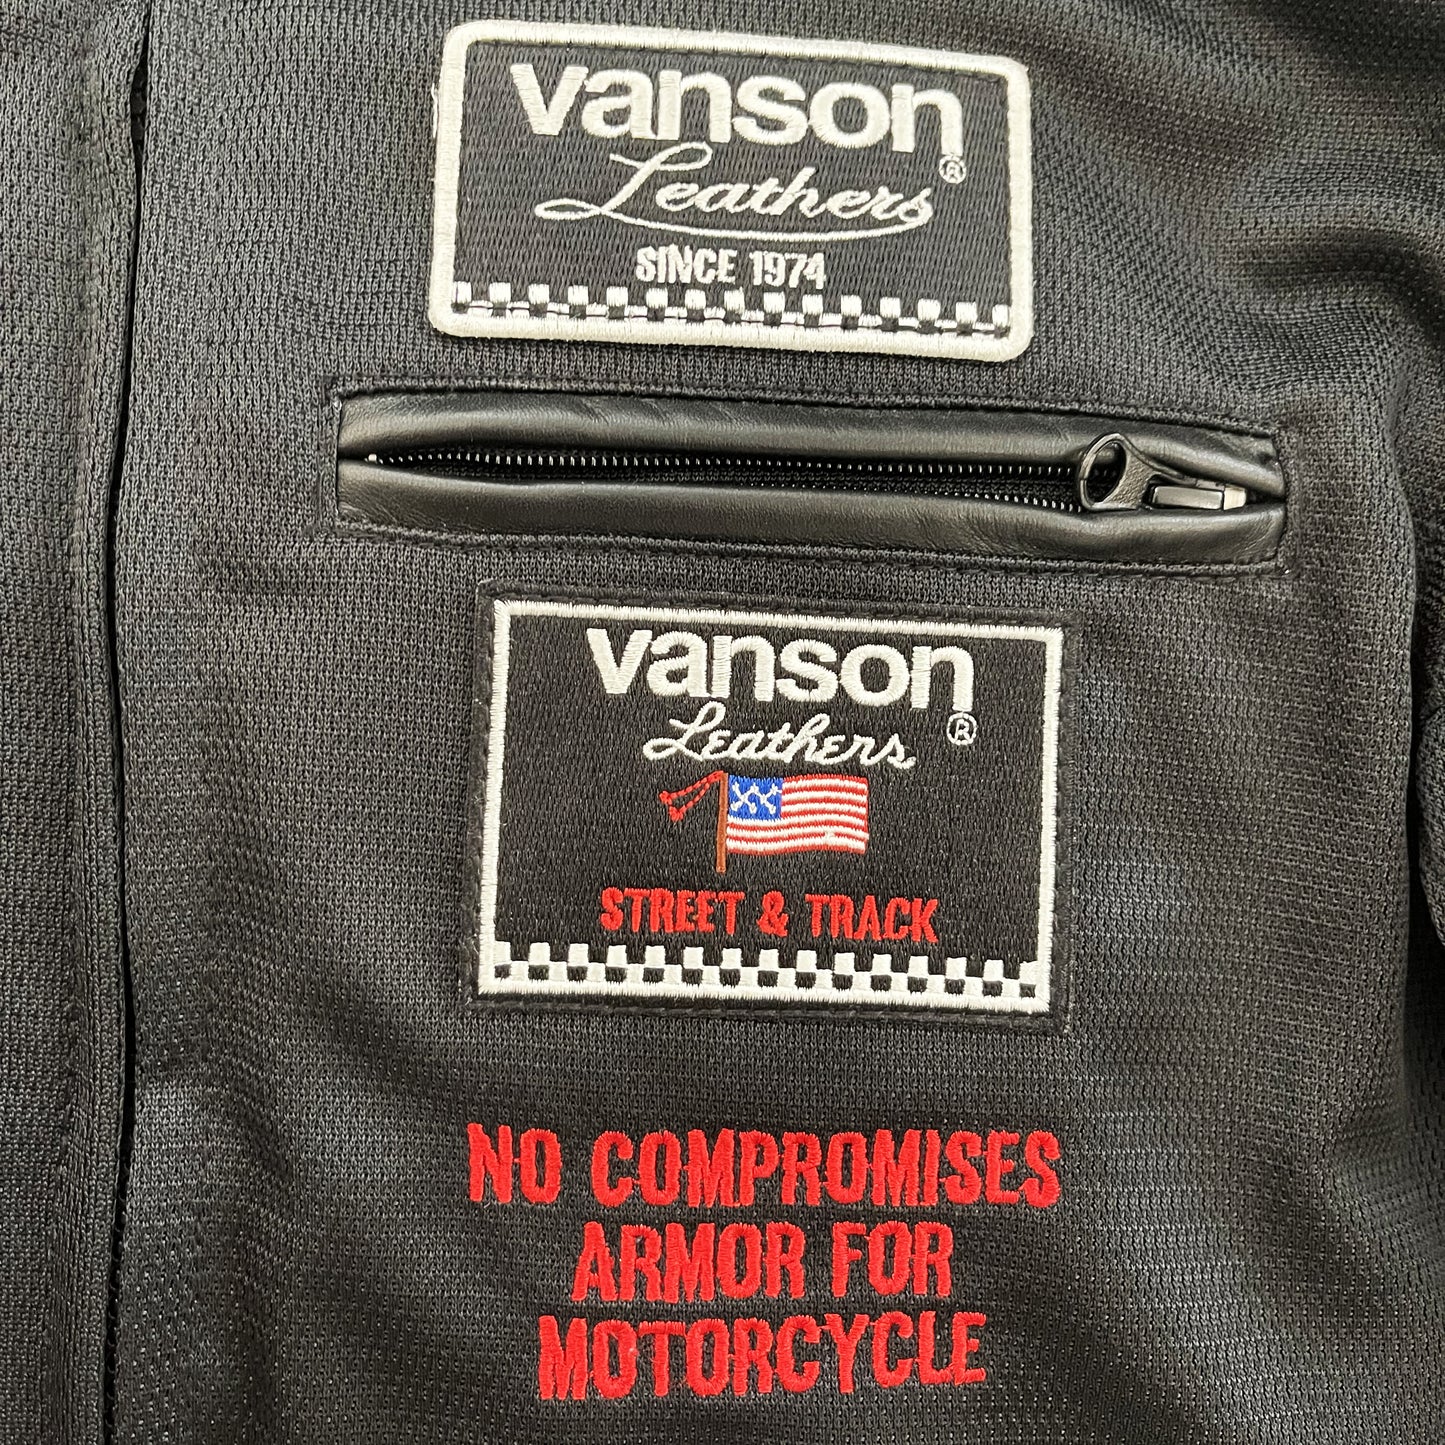 vanson
Leathers®
SINCE 1974
vanson
Leathers®
STREET & TRACK
NO COMPROMISES
ARMOR FOR
MOTORCYCLE